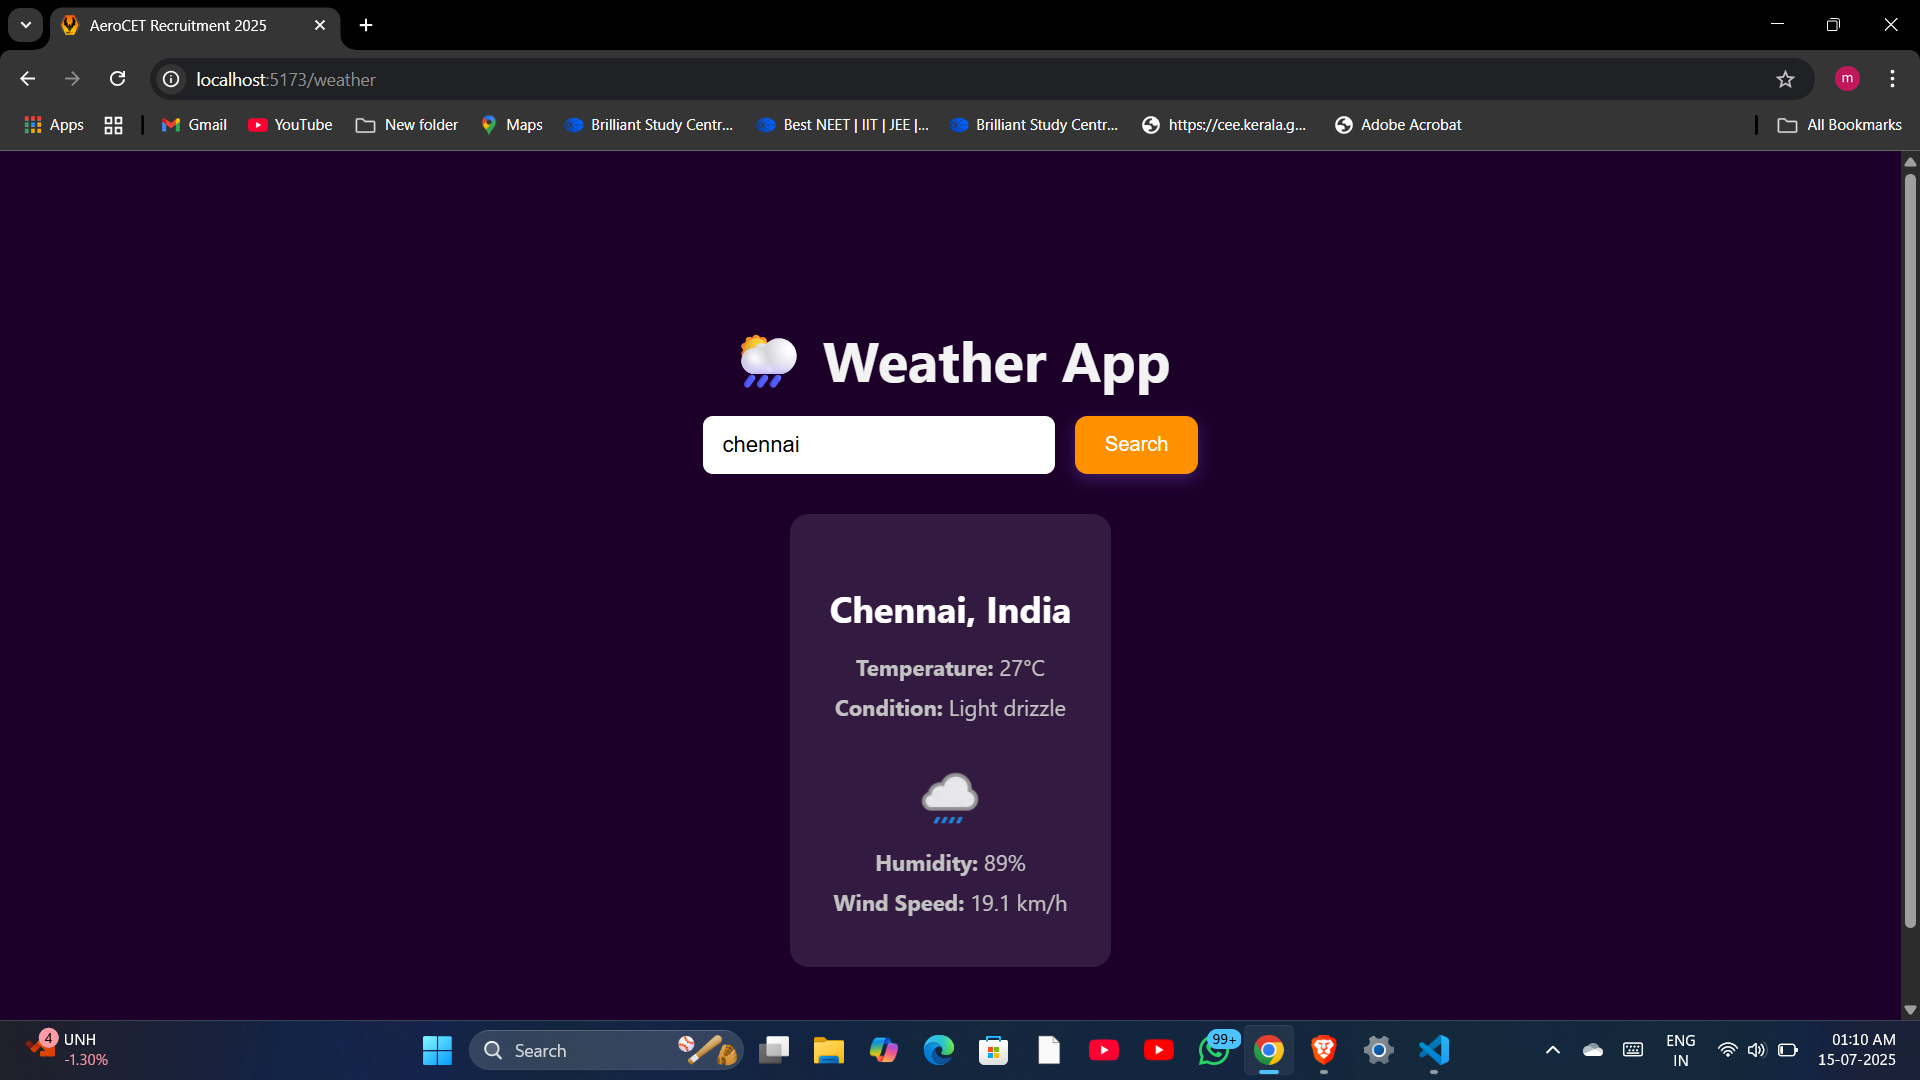 AeroCET Recruitment 2025
localhost:5173/weather
m
Apps
Gmail
YouTube
New folder
Maps
Brilliant Study Centr...
Best NEET | IIT | JEE |...
Brilliant Study Centr...
https://cee.kerala.g...
Adobe Acrobat
All Bookmarks
Weather App
chennai
Search
Chennai, India
Temperature: 27°C
Condition: Light drizzle
Humidity: 89%
Wind Speed: 19.1 km/h
4
UNH
-1.30%
Search
99+
ENG
IN
01:10 AM
15-07-2025